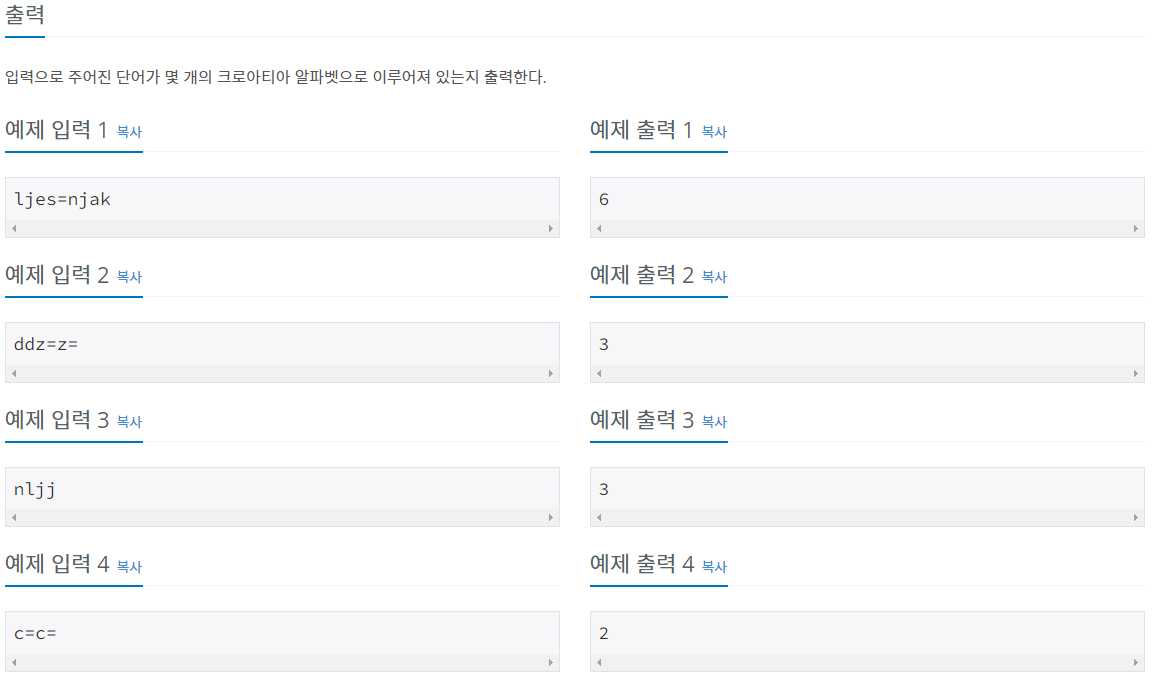 출력
입력으로 주어진 단어가 몇 개의 크로아티아 알파벳으로 이루어져 있는지 출력한다.
예제 입력 1 복사
예제 출력 1 복사
ljes=njak
6
예제 입력 2 복사
예제 출력 2 복사
ddz=z=
3
예제 입력 3 복사
예제 출력 3 복사
nljj
3
예제 입력 4 복사
예제 출력 4 복사
c=c=
2